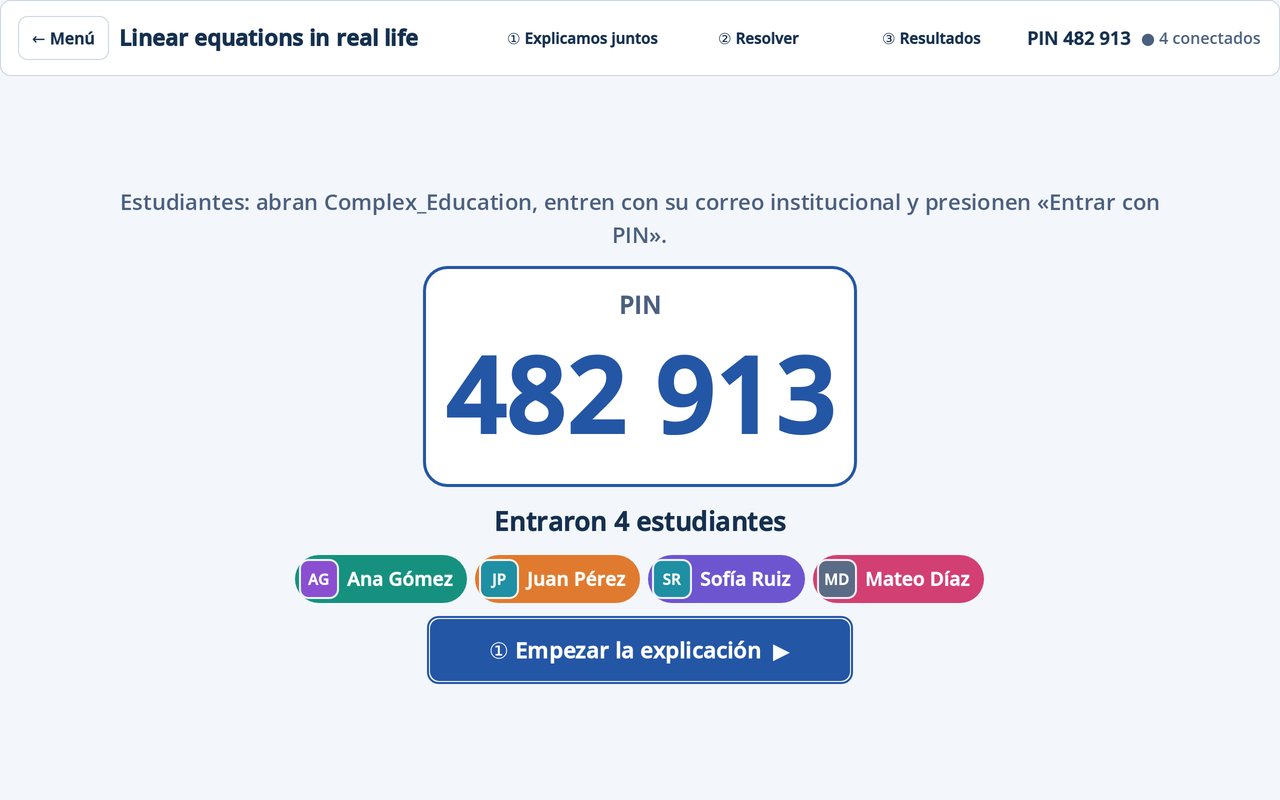 ← Menú Linear equations in real life ① Explicamos juntos ② Resolver ③ Resultados PIN 482 913 4 conectados
Estudiantes: abran Complex_Education, entren con su correo institucional y presionen «Entrar con
PIN».
PIN
482 913
Entraron 4 estudiantes
AG Ana Gómez JP Juan Pérez SR Sofía Ruiz MD Mateo Díaz
① Empezar la explicación ▶